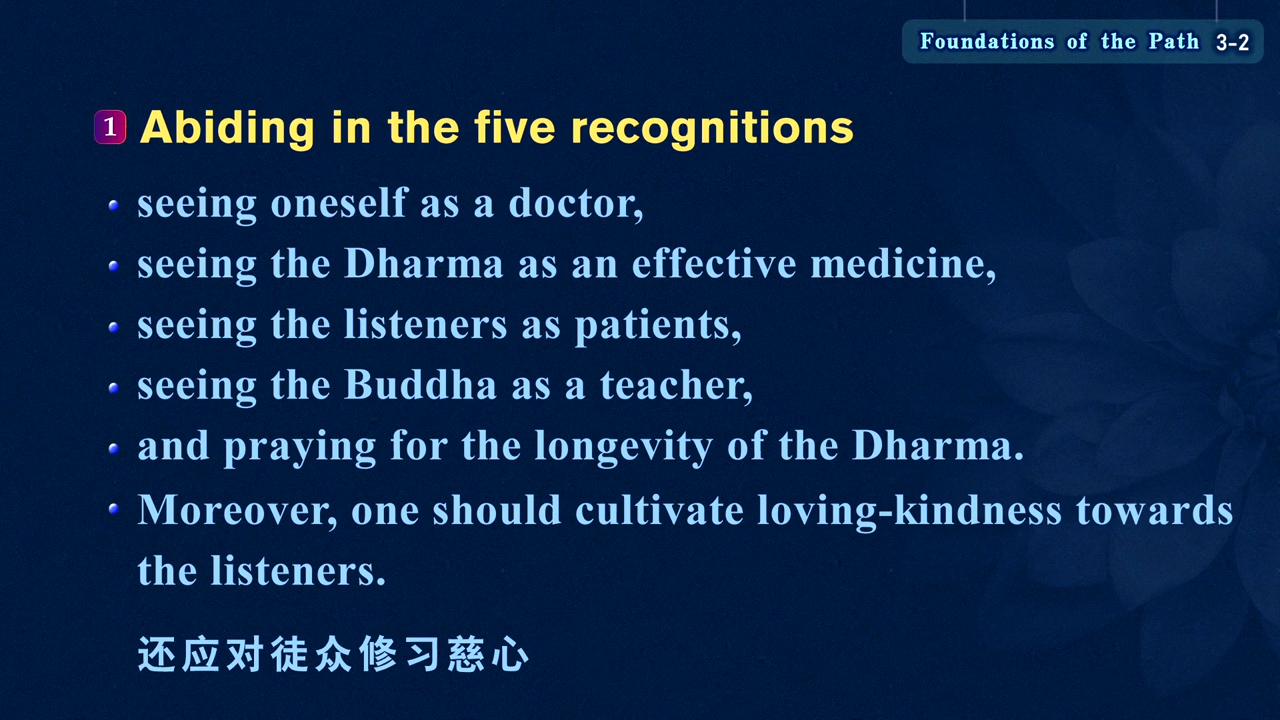 Foundations of the Path 3-2
1 Abiding in the five recognitions
• seeing oneself as a doctor,
• seeing the Dharma as an effective medicine,
• seeing the listeners as patients,
• seeing the Buddha as a teacher,
• and praying for the longevity of the Dharma.
• Moreover, one should cultivate loving-kindness towards
the listeners.
还应对徒众修习慈心